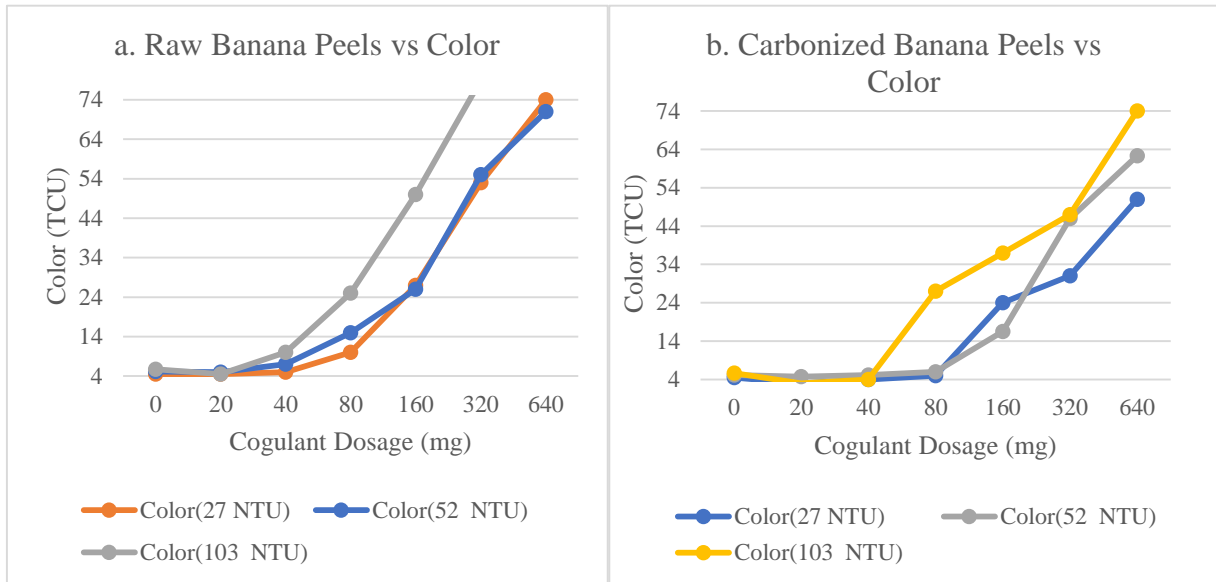 a. Raw Banana Peels vs Color
74
64
54
44
34
24
14
4
Color (TCU)
0 20 40 80 160 320 640
Cogulant Dosage (mg)
Color(27 NTU) Color(52 NTU)
Color(103 NTU)
b. Carbonized Banana Peels vs
Color
74
64
54
44
34
24
14
4
Color (TCU)
0 20 40 80 160 320 640
Cogulant Dosage (mg)
Color(27 NTU) Color(52 NTU)
Color(103 NTU)